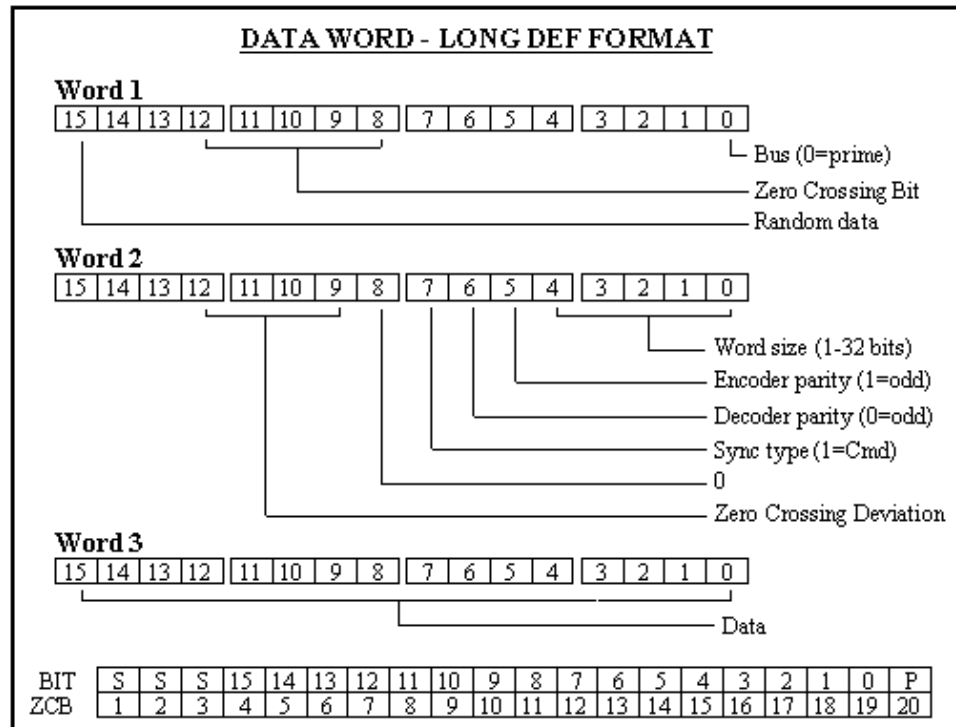 DATA WORD - LONG DEF FORMAT
Word 1
15 14 13 12 11 10 9 8 7 6 5 4 3 2 1 0
Bus (0=prime)
Zero Crossing Bit
Random data
Word 2
15 14 13 12 11 10 9 8 7 6 5 4 3 2 1 0
Word size (1-32 bits)
Encoder parity (1=odd)
Decoder parity (0=odd)
Sync type (1=Cmd)
0
Zero Crossing Deviation
Word 3
15 14 13 12 11 10 9 8 7 6 5 4 3 2 1 0
Data
BIT S S S 15 14 13 12 11 10 9 8 7 6 5 4 3 2 1 0 P
ZCB 1 2 3 4 5 6 7 8 9 10 11 12 13 14 15 16 17 18 19 20